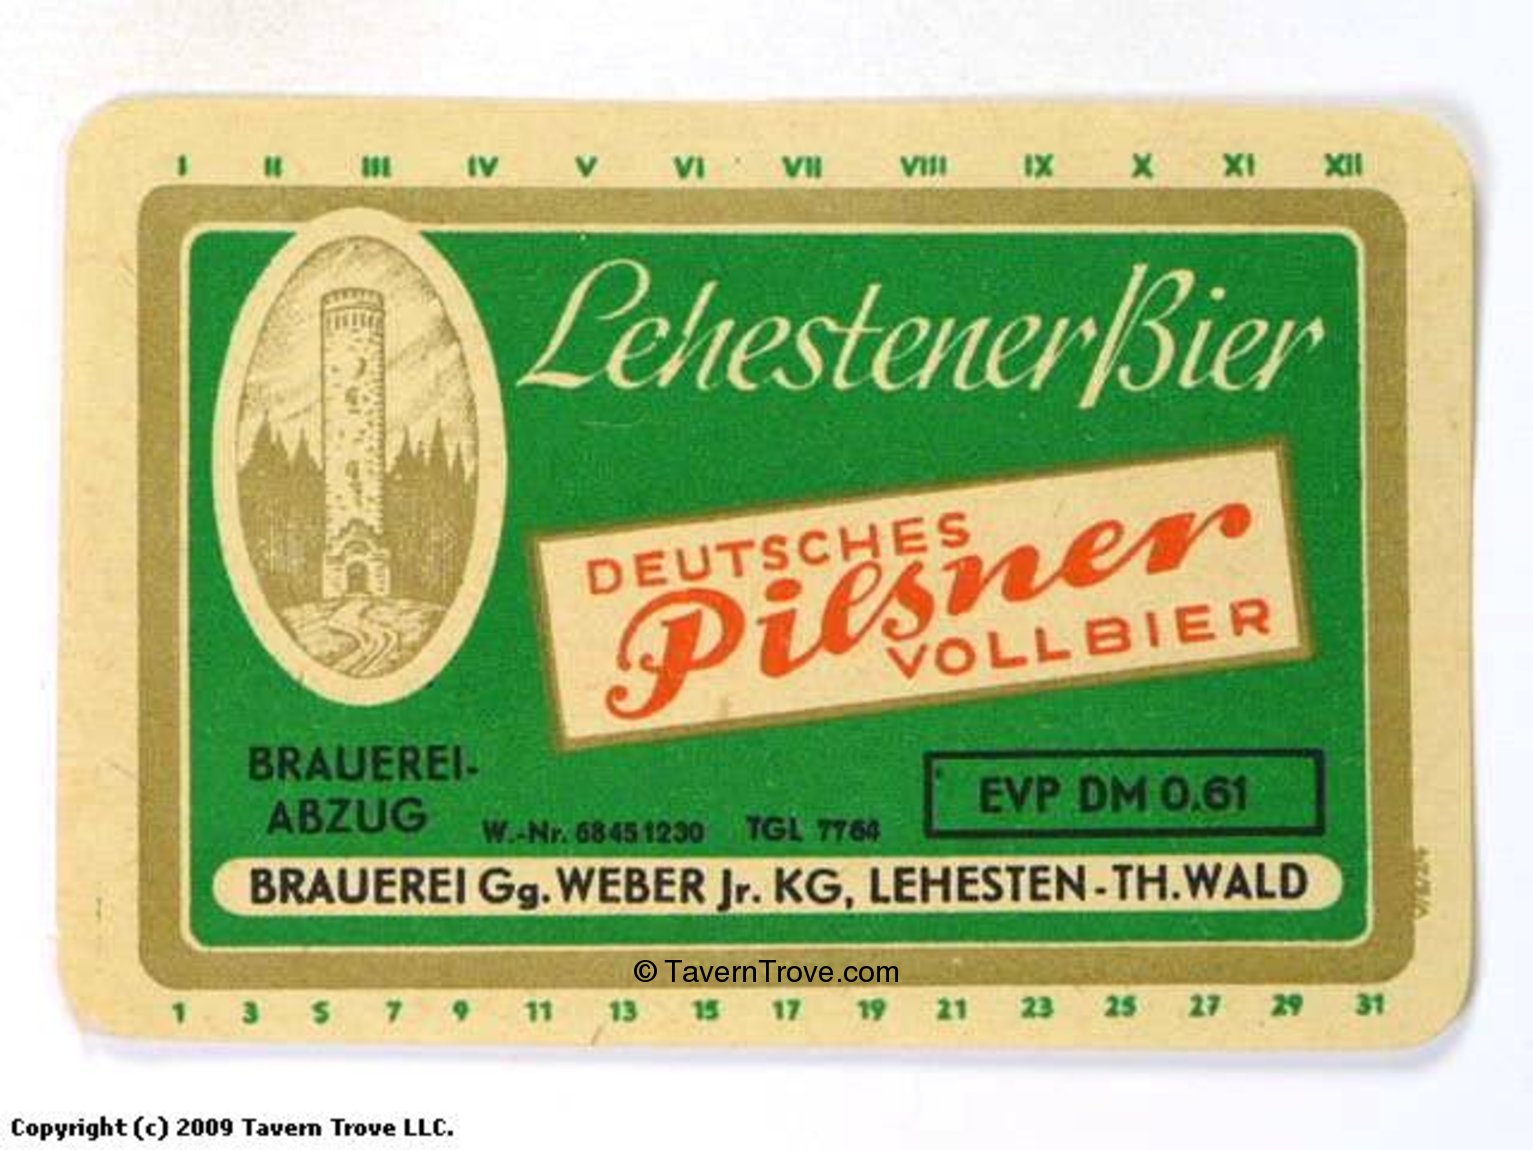 I II III IV V VI VII VIII IX X XI XII
Lehestener Bier
DEUTSCHES
Pilsner
VOLLBIER
BRAUEREI-
ABZUG
W.-Nr. 68451230 TGL 7764
EVP DM 0.61
BRAUEREI Gg. WEBER Jr. KG, LEHESTEN - TH. WALD
© TavernTrove.com
1 3 5 7 9 11 13 15 17 19 21 23 25 27 29 31
Copyright (c) 2009 Tavern Trove LLC.